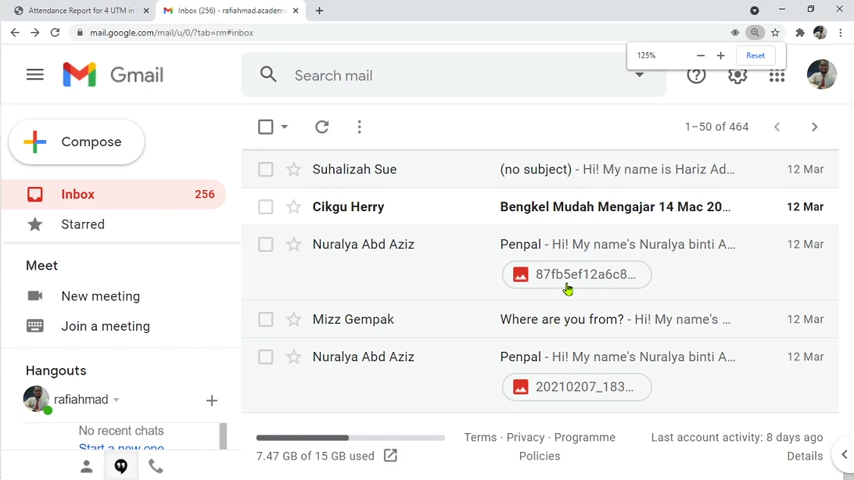 Attendance Report for 4 UTM in
Inbox (256) - rafiahmad.academ
mail.google.com/mail/u/0/?tab=rm#inbox
125%
Reset
Gmail
Search mail
Compose
1–50 of 464
Inbox 256
Starred
Meet
New meeting
Join a meeting
Hangouts
rafiahmad
No recent chats
Start a new one
Suhalizah Sue (no subject) - Hi! My name is Hariz Ad... 12 Mar
Cikgu Herry Bengkel Mudah Mengajar 14 Mac 20... 12 Mar
Nuralya Abd Aziz Penpal - Hi! My name's Nuralya binti A... 12 Mar
87fb5ef12a6c8...
Mizz Gempak Where are you from? - Hi! My name's ... 12 Mar
Nuralya Abd Aziz Penpal - Hi! My name's Nuralya binti A... 12 Mar
20210207_183...
7.47 GB of 15 GB used
Terms · Privacy · Programme
Policies
Last account activity: 8 days ago
Details